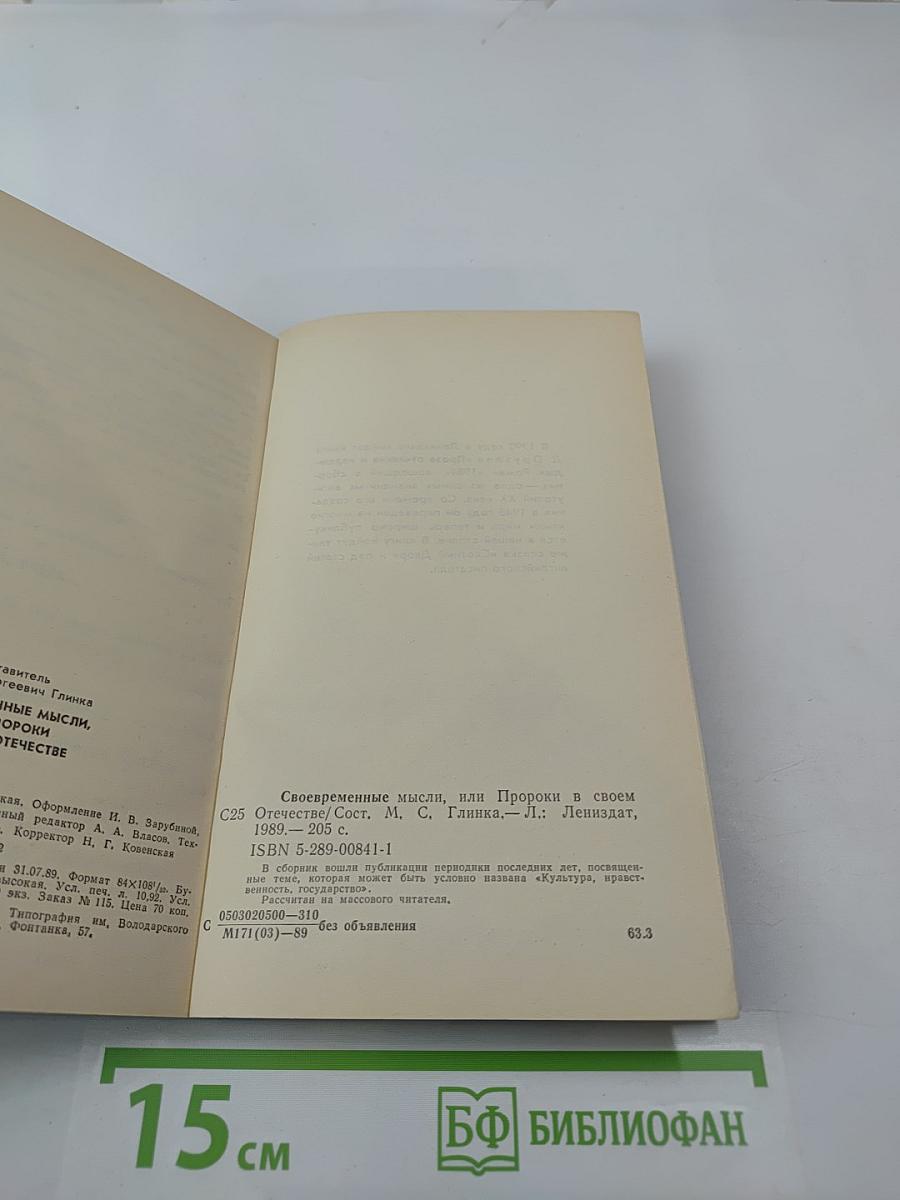 тавитель
ргеевич Глинка
ННЫЕ МЫСЛИ,
РОРОКИ
ОТЕЧЕСТВЕ
кая. Оформление И. В. Зарубиной,
ный редактор А. А. Власов. Тех-
Корректор Н. Г. Ковенская
31.07.89. Формат 84×108¹/₃₂. Бу-
высокая. Усл. печ. л. 10,92. Усл.
экз. Заказ № 115. Цена 70 коп.
Типография им. Володарского
Фонтанка, 57.
Своевременные мысли, или Пророки в своем
С25 Отечестве/Сост. М. С. Глинка.— Л.: Лениздат,
1989.— 205 с.
ISBN 5-289-00841-1
В сборник вошли публикации периодики последних лет, посвящен-
ные теме, которая может быть условно названа «Культура, нравст-
венность, государство».
Рассчитан на массового читателя.
С 0503020500—310
М171(03)—89 без объявления
63.3
15 см
БФ БИБЛИОФАН